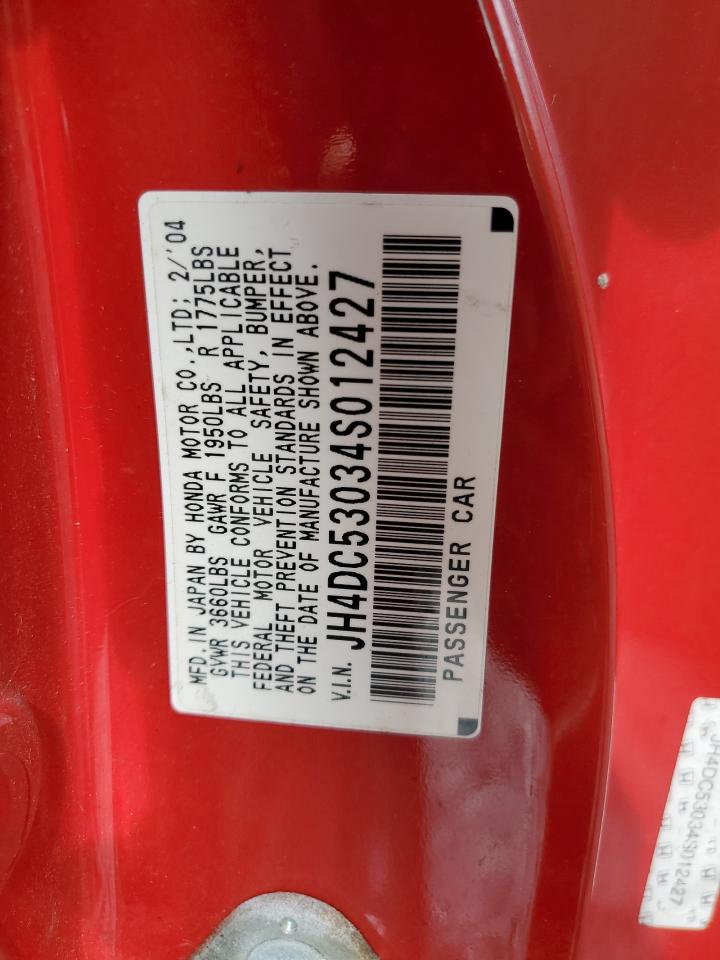 MFD. IN JAPAN BY HONDA MOTOR CO., LTD; 2/'04
GVWR 3660LBS GAWR F 1950LBS R 1775LBS
THIS VEHICLE CONFORMS TO ALL APPLICABLE
FEDERAL MOTOR VEHICLE SAFETY, BUMPER,
AND THEFT PREVENTION STANDARDS IN EFFECT
ON THE DATE OF MANUFACTURE SHOWN ABOVE.
V.I.N. JH4DC53034S012427
PASSENGER CAR
JH4DC53034S012427